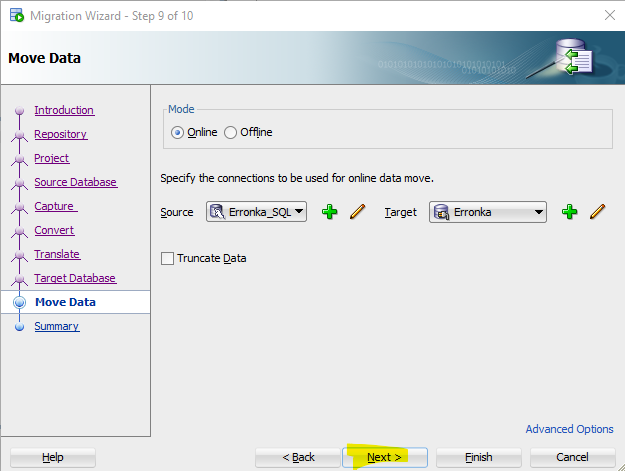 Migration Wizard - Step 9 of 10
Move Data
Introduction
Repository
Project
Source Database
Capture
Convert
Translate
Target Database
Move Data
Summary
Mode
Online Offline
Specify the connections to be used for online data move.
Source Erronka_SQL Target Erronka
Truncate Data
Advanced Options
Help < Back Next > Finish Cancel